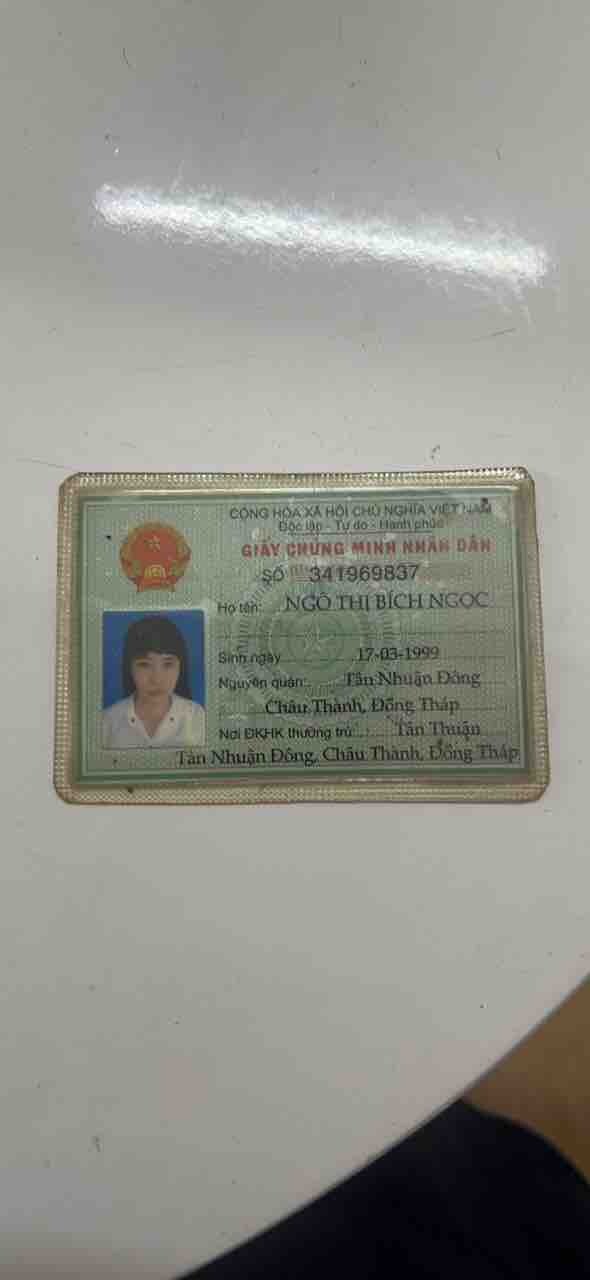 CỘNG HÒA XÃ HỘI CHỦ NGHĨA VIỆT NAM
Độc lập - Tự do - Hạnh phúc
GIẤY CHỨNG MINH NHÂN DÂN
SỐ 341969837
Họ tên: NGÔ THỊ BÍCH NGỌC
Sinh ngày 17-03-1999
Nguyên quán: Tân Nhuận Đông
Châu Thành, Đồng Tháp
Nơi ĐKHK thường trú: Tân Thuận
Tân Nhuận Đông, Châu Thành, Đồng Tháp